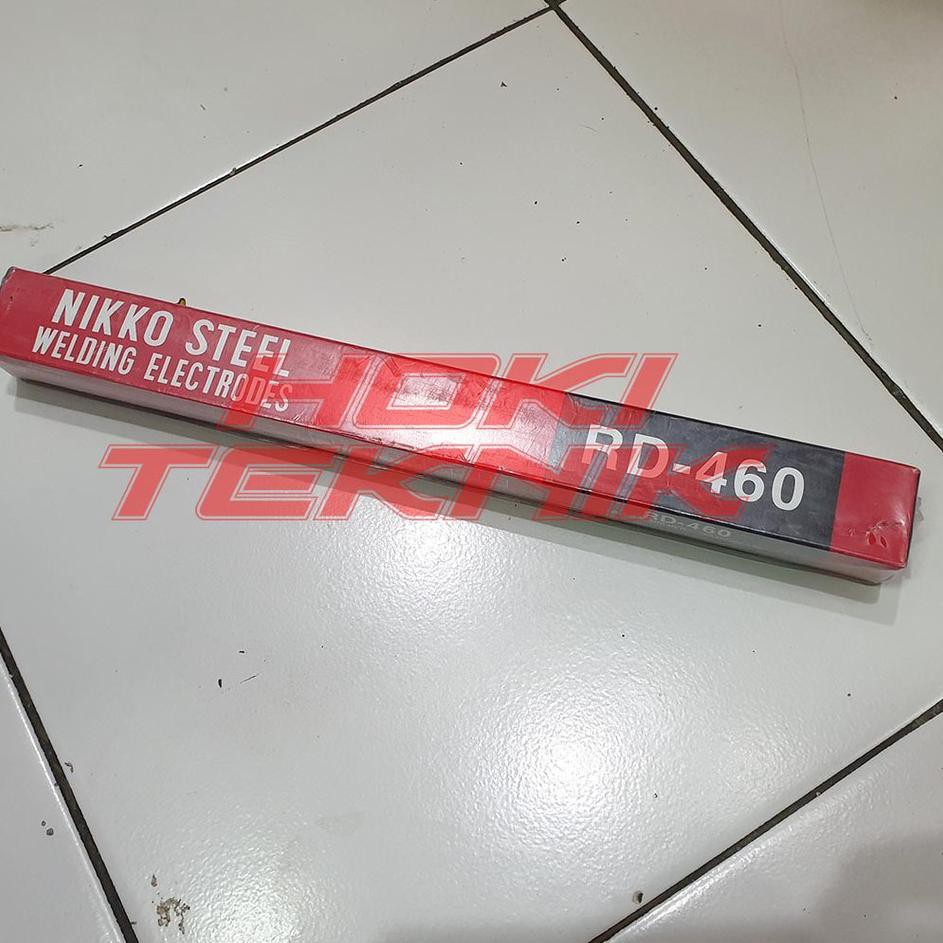 NIKKO STEEL
WELDING ELECTRODES
RD-460
RD-460
HOKI
TEKNIK